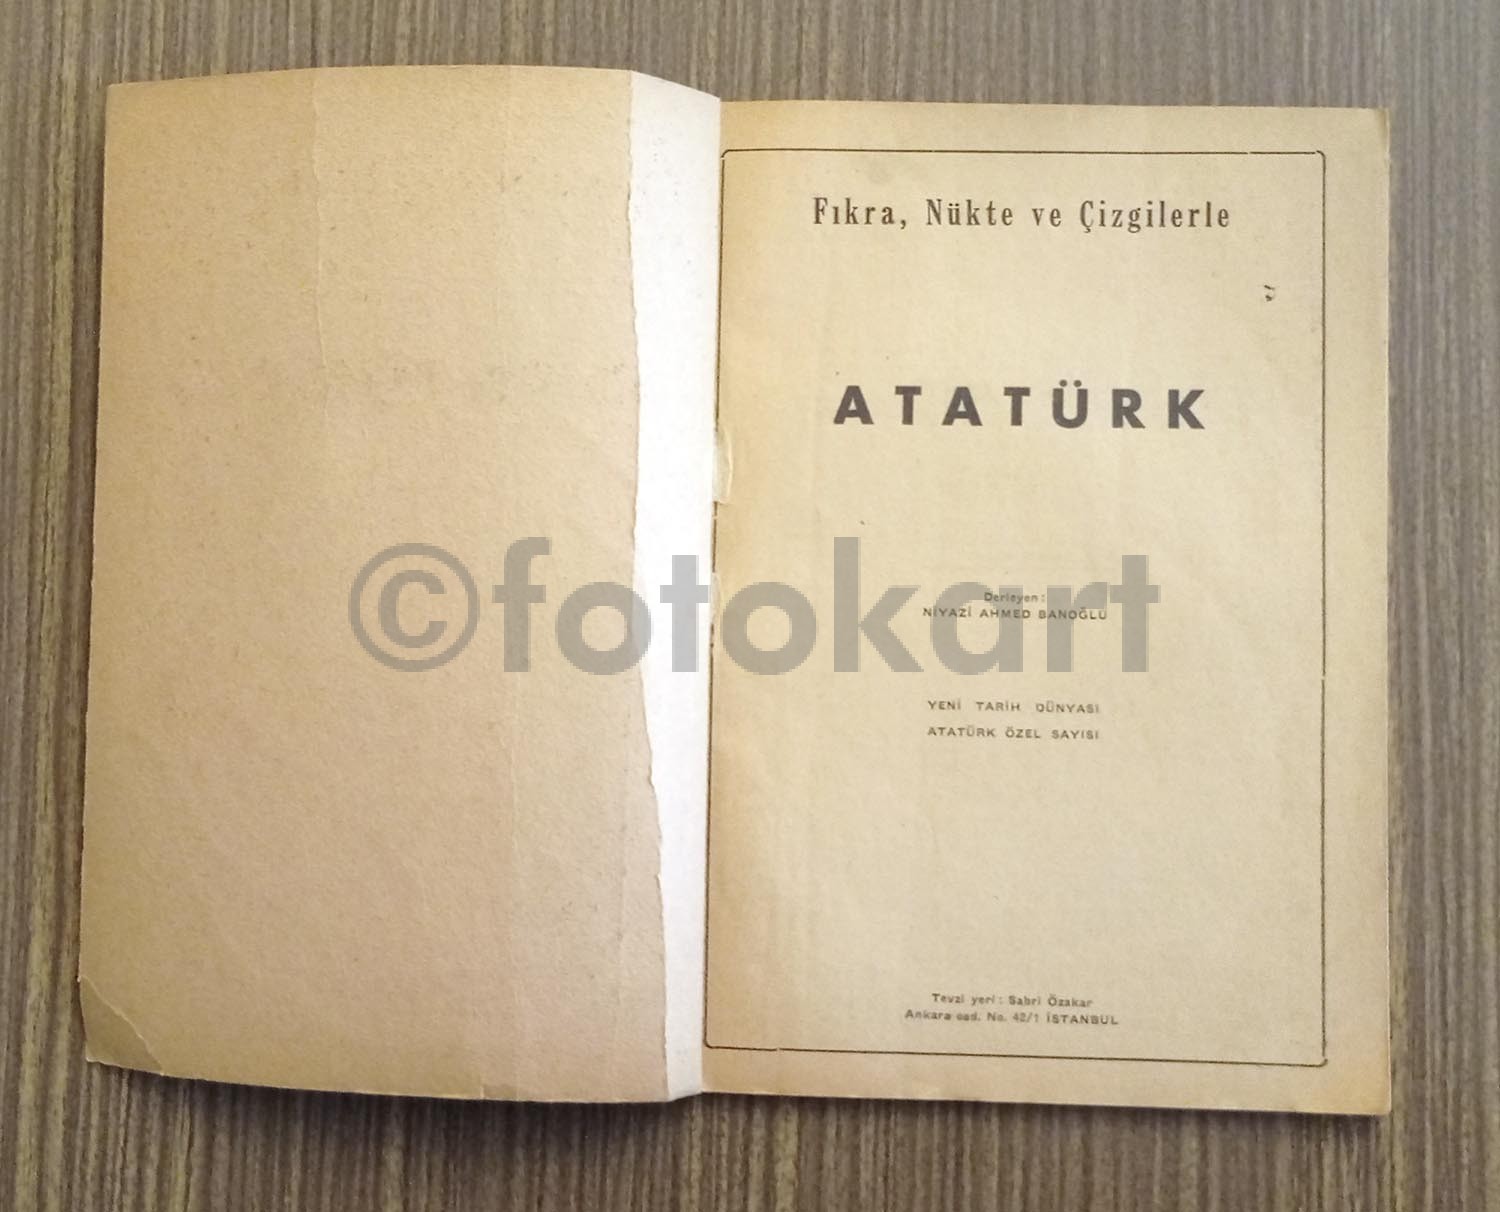 Fıkra, Nükte ve Çizgilerle
ATATÜRK
©fotokart
Derleyen :
NİYAZİ AHMED BANOĞLU
YENİ TARİH DÜNYASI
ATATÜRK ÖZEL SAYISI
Tevzi yeri : Sabri Özakar
Ankara cad. No. 42/1 İSTANBUL